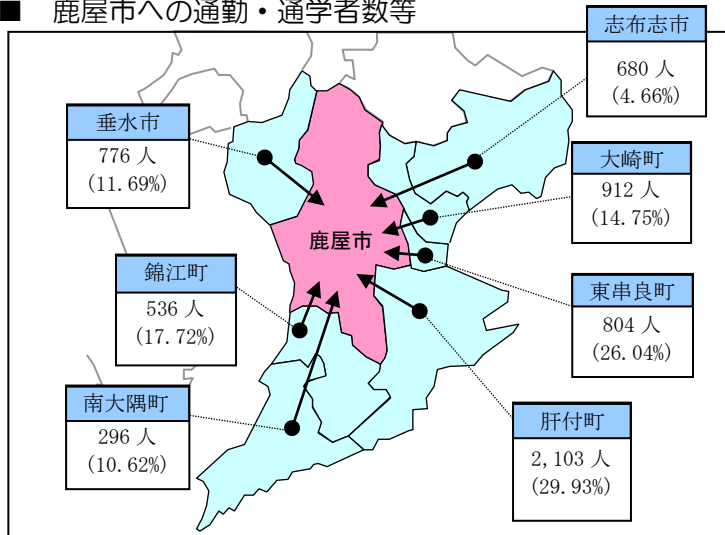 ■ 鹿屋市への通勤・通学者数等
志布志市
680 人
(4.66%)
垂水市
776 人
(11.69%)
大崎町
912 人
(14.75%)
鹿屋市
錦江町
536 人
(17.72%)
東串良町
804 人
(26.04%)
南大隅町
296 人
(10.62%)
肝付町
2,103 人
(29.93%)